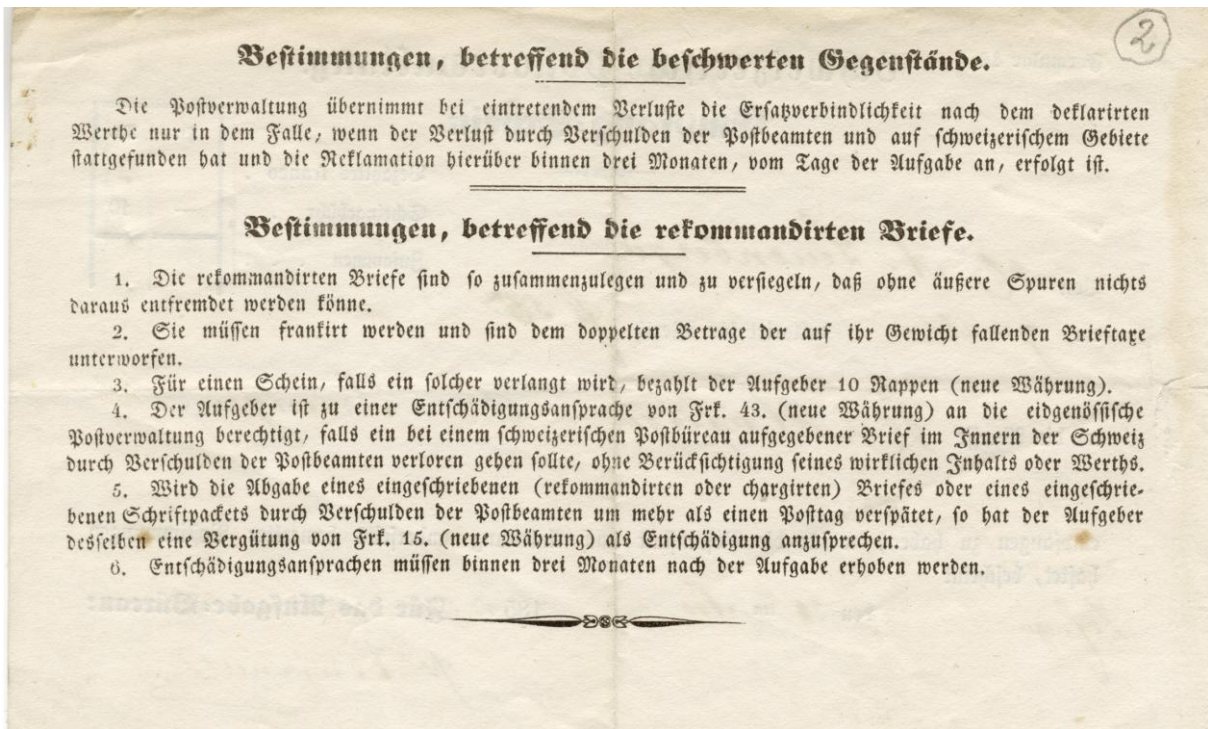 2
Bestimmungen, betreffend die beschwerten Gegenstände.
Die Postverwaltung übernimmt bei eintretendem Verluste die Ersatzverbindlichkeit nach dem deklarirten
Werthe nur in dem Falle, wenn der Verlust durch Verschulden der Postbeamten und auf schweizerischem Gebiete
stattgefunden hat und die Reklamation hierüber binnen drei Monaten, vom Tage der Aufgabe an, erfolgt ist.
Bestimmungen, betreffend die rekommandirten Briefe.
1. Die rekommandirten Briefe sind so zusammenzulegen und zu versiegeln, daß ohne äußere Spuren nichts
daraus entfremdet werden könne.
2. Sie müssen frankirt werden und sind dem doppelten Betrage der auf ihr Gewicht fallenden Brieftaxe
unterworfen.
3. Für einen Schein, falls ein solcher verlangt wird, bezahlt der Aufgeber 10 Rappen (neue Währung).
4. Der Aufgeber ist zu einer Entschädigungsansprache von Frk. 43. (neue Währung) an die eidgenössische
Postverwaltung berechtigt, falls ein bei einem schweizerischen Postbüreau aufgegebener Brief im Innern der Schweiz
durch Verschulden der Postbeamten verloren gehen sollte, ohne Berücksichtigung seines wirklichen Inhalts oder Werths.
5. Wird die Abgabe eines eingeschriebenen (rekommandirten oder chargirten) Briefes oder eines eingeschrie-
benen Schriftpackets durch Verschulden der Postbeamten um mehr als einen Posttag verspätet, so hat der Aufgeber
desselben eine Vergütung von Frk. 15. (neue Währung) als Entschädigung anzusprechen.
6. Entschädigungsansprachen müssen binnen drei Monaten nach der Aufgabe erhoben werden.